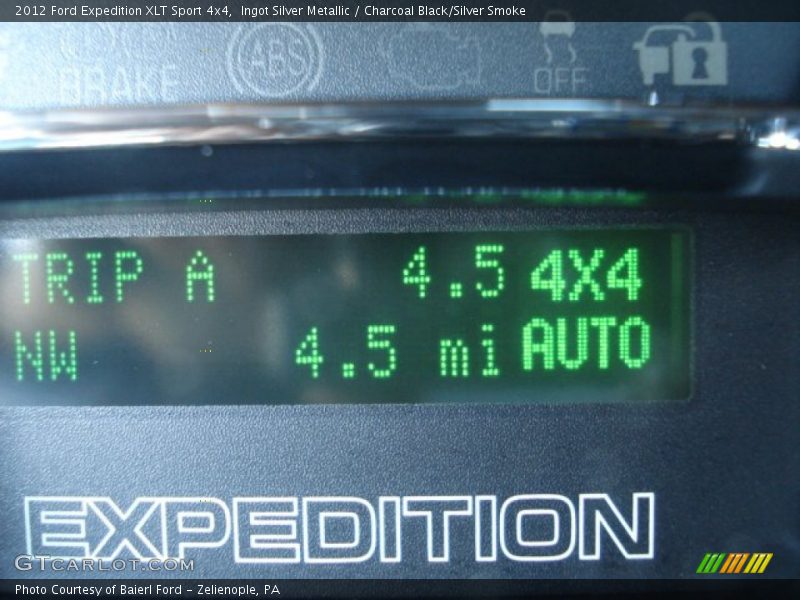 2012 Ford Expedition XLT Sport 4x4, Ingot Silver Metallic / Charcoal Black/Silver Smoke
BRAKE ABS OFF
TRIP A 4.5 4X4
NW 4.5 mi AUTO
EXPEDITION
GTCARLOT.COM
Photo Courtesy of Baierl Ford - Zelienople, PA